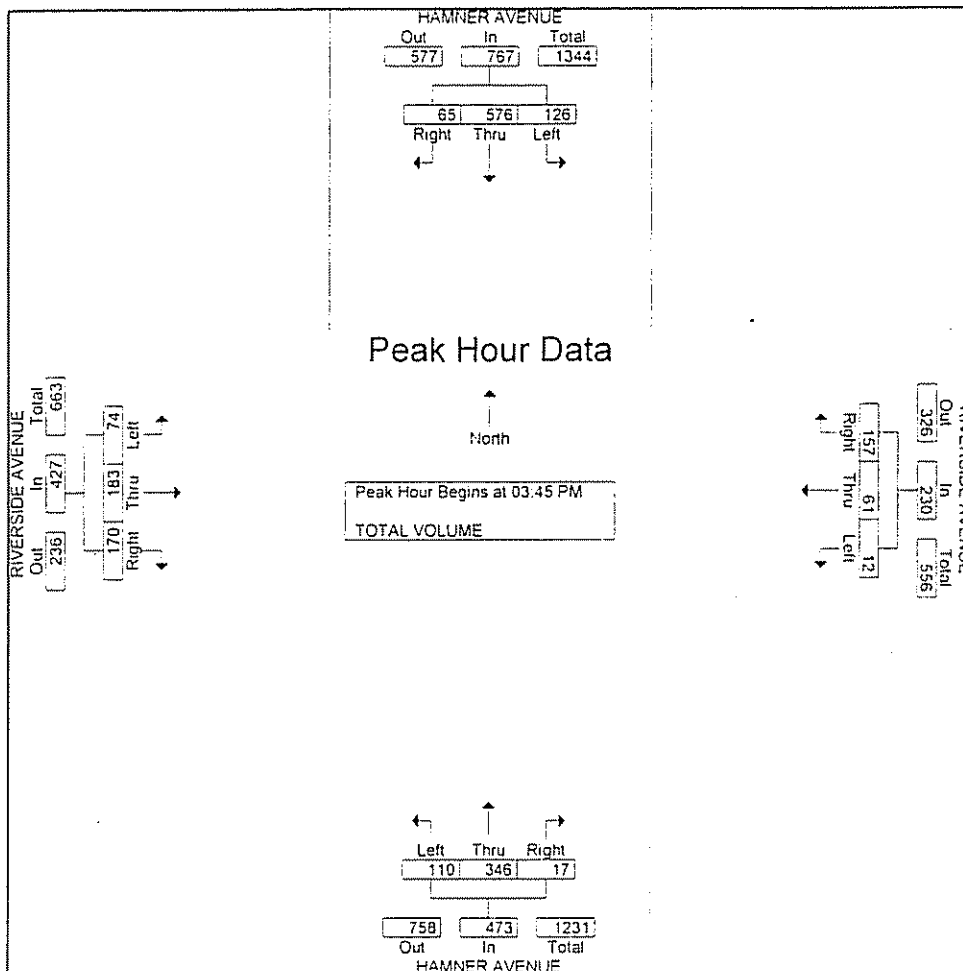 HAMNER AVENUE
Out In Total
577 767 1344
65 576 126
Right Thru Left
Peak Hour Data
North
Peak Hour Begins at 03:45 PM
TOTAL VOLUME
RIVERSIDE AVENUE
Out In Total
236 427 663
Left Thru Right
74 183 170
RIVERSIDE AVENUE
Out In Total
326 230 556
Right Thru Left
157 61 12
Left Thru Right
110 346 17
758 473 1231
Out In Total
HAMNER AVENUE